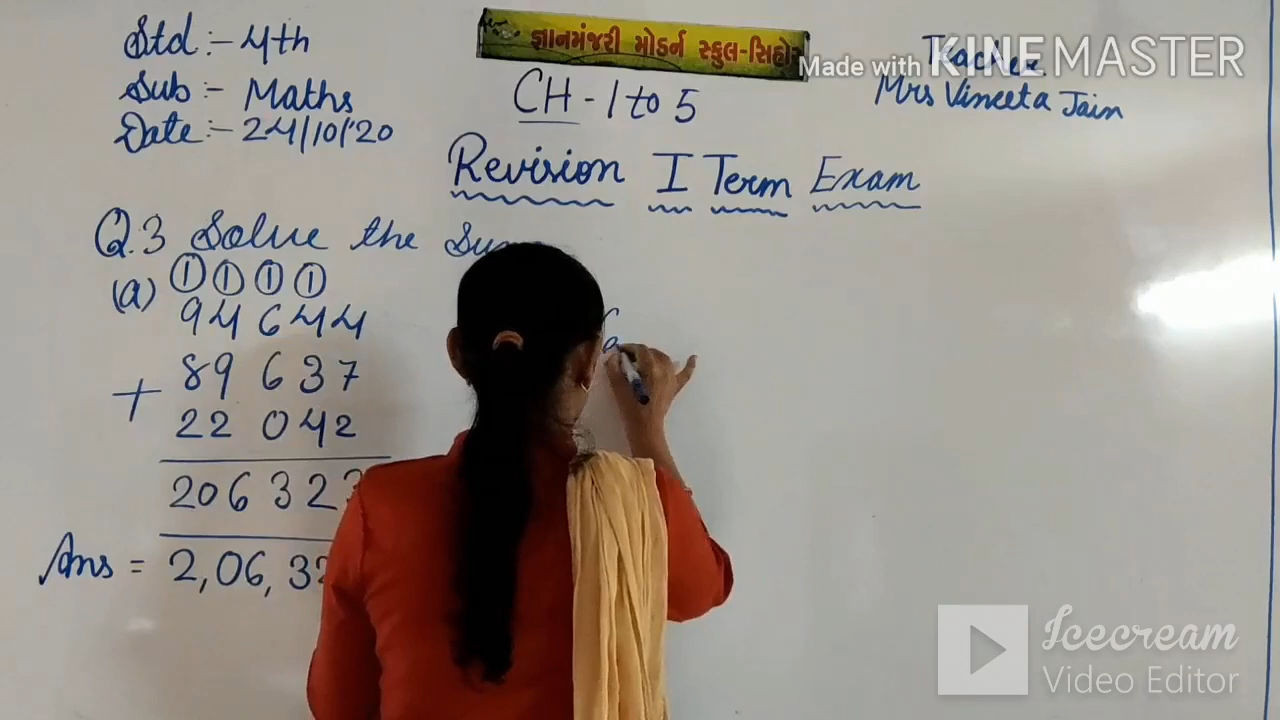 Std :- 4th
Sub :- Maths
Date :- 24/10/'20
જ્ઞાનમંજરી મોડર્ન સ્કુલ-સિહોર
CH - 1 to 5
Made with KINEMASTER
Teacher
Mrs Vineeta Jain
Revision I Term Exam
Q.3 Solve the
(a) 1 1 1 1
94644
89637
+ 22042
20632
Ans = 2,06,32
Icecream
Video Editor